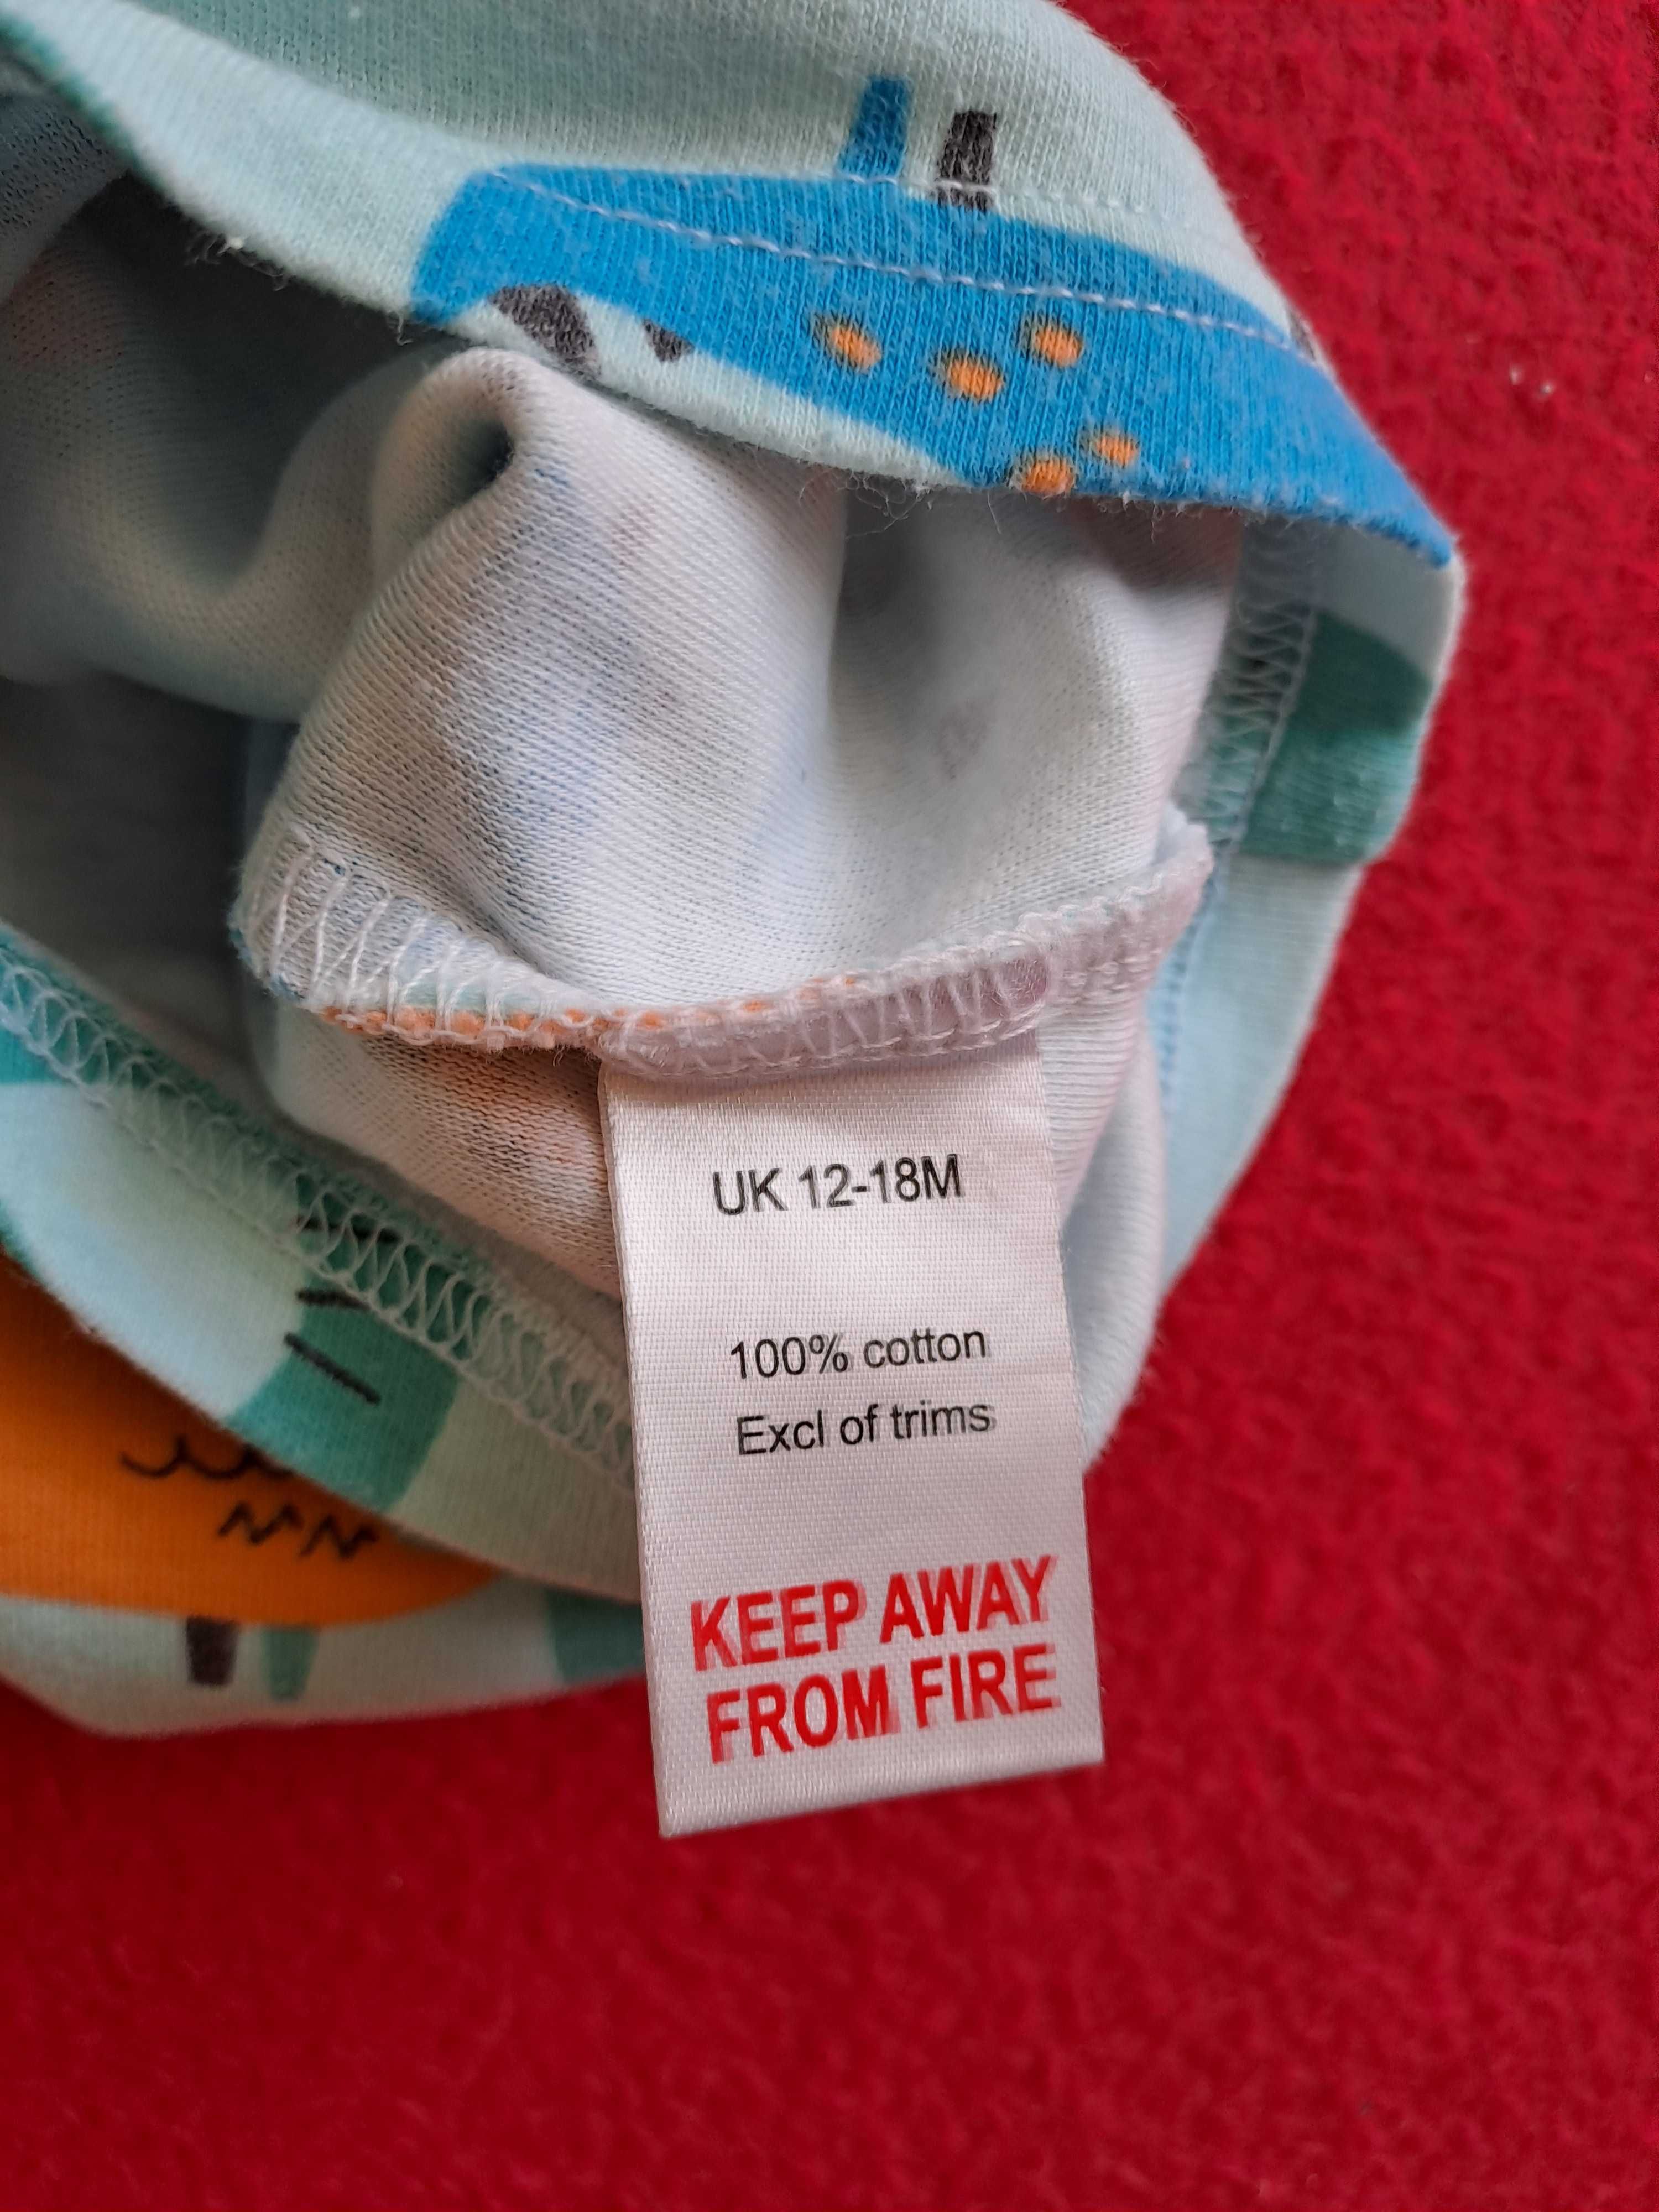 UK 12-18M
100% cotton
Excl of trims
KEEP AWAY
FROM FIRE